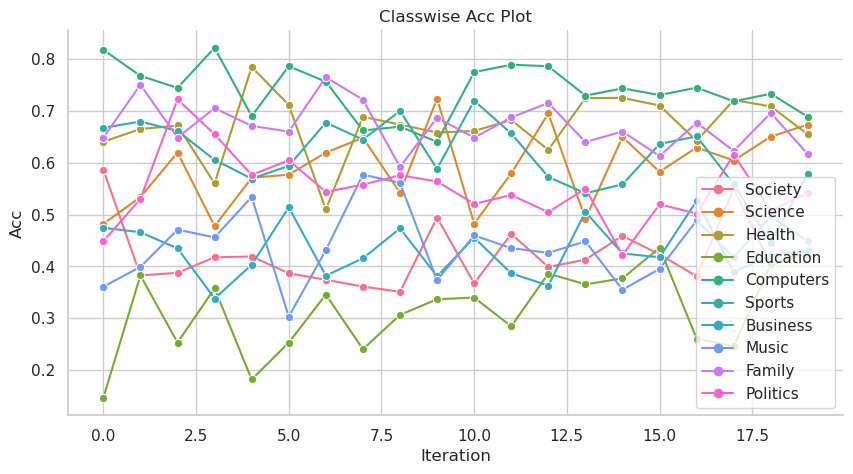 Classwise Acc Plot
Acc
0.8
0.7
0.6
0.5
0.4
0.3
0.2
0.0
2.5
5.0
7.5
10.0
12.5
15.0
17.5
Iteration
Society
Science
Health
Education
Computers
Sports
Business
Music
Family
Politics